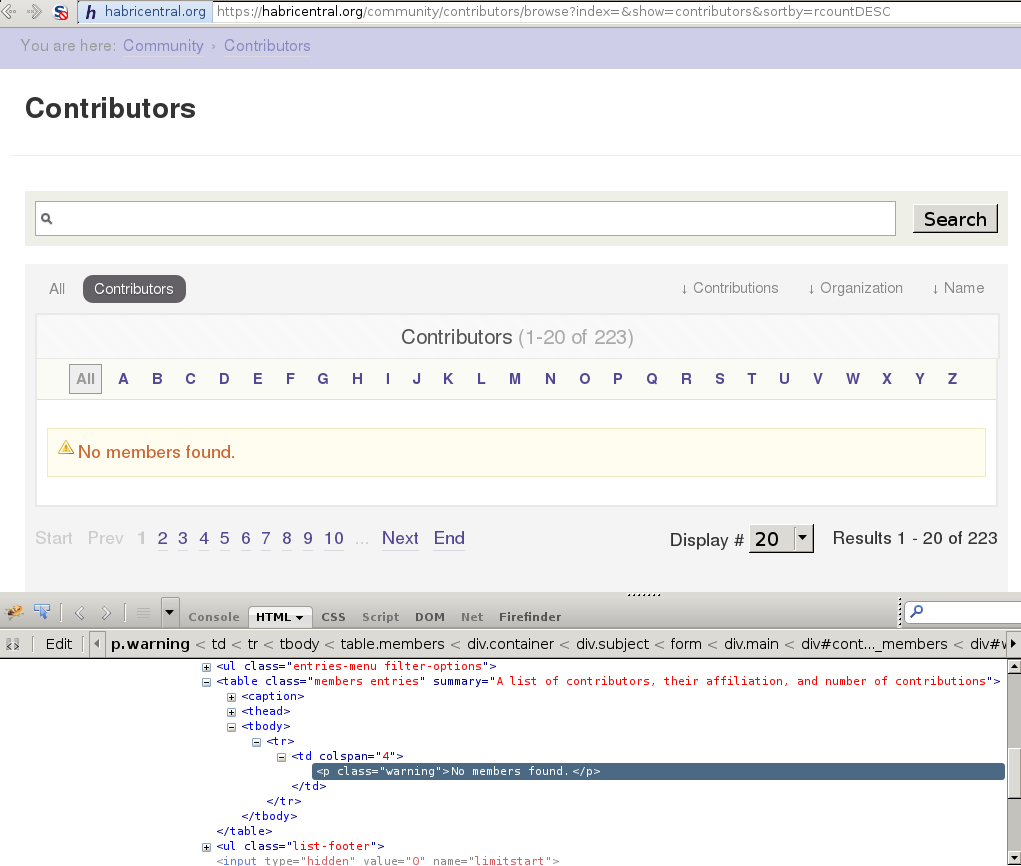 habricentral.org https://habricentral.org/community/contributors/browse?index=&show=contributors&sortby=rcountDESC
You are here: Community › Contributors
Contributors
Search
All Contributors ↓ Contributions ↓ Organization ↓ Name
Contributors (1-20 of 223)
All A B C D E F G H I J K L M N O P Q R S T U V W X Y Z
No members found.
Start Prev 1 2 3 4 5 6 7 8 9 10 ... Next End Display # 20 Results 1 - 20 of 223
Console HTML CSS Script DOM Net Firefinder
Edit p.warning < td < tr < tbody < table.members < div.container < div.subject < form < div.main < div#cont..._members < div#w
<ul class="entries-menu filter-options">
<table class="members entries" summary="A list of contributors, their affiliation, and number of contributions">
<caption>
<thead>
<tbody>
<tr>
<td colspan="4">
<p class="warning">No members found.</p>
</td>
</tr>
</tbody>
</table>
<ul class="list-footer">
<input type="hidden" value="0" name="limitstart">